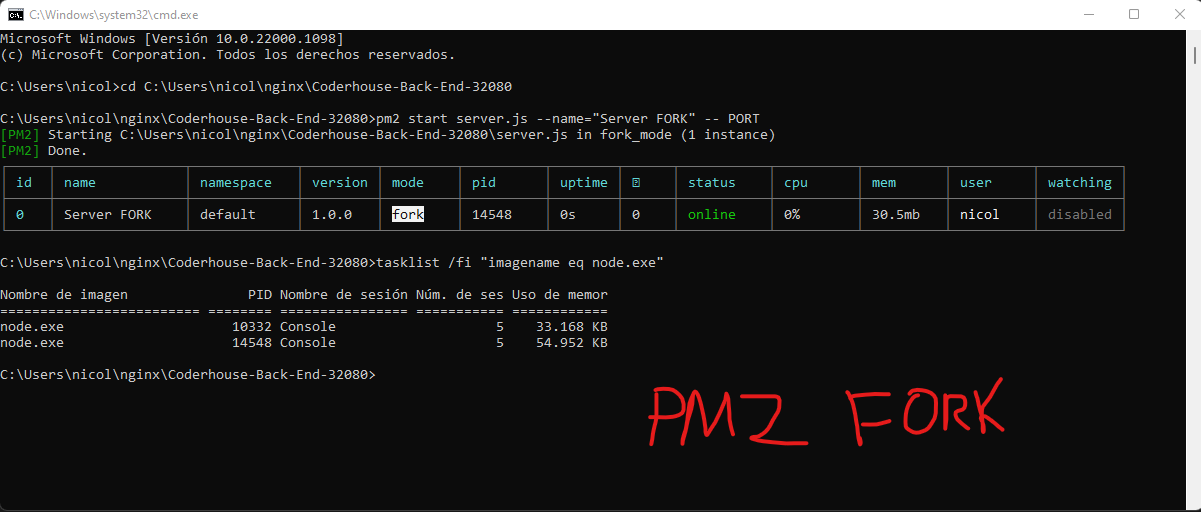 C:\Windows\system32\cmd.exe
Microsoft Windows [Versión 10.0.22000.1098]
(c) Microsoft Corporation. Todos los derechos reservados.
C:\Users\nicol>cd C:\Users\nicol\nginx\Coderhouse-Back-End-32080
C:\Users\nicol\nginx\Coderhouse-Back-End-32080>pm2 start server.js --name="Server FORK" -- PORT
[PM2] Starting C:\Users\nicol\nginx\Coderhouse-Back-End-32080\server.js in fork_mode (1 instance)
[PM2] Done.
id name namespace version mode pid uptime status cpu mem user watching
0 Server FORK default 1.0.0 fork 14548 0s 0 online 0% 30.5mb nicol disabled
C:\Users\nicol\nginx\Coderhouse-Back-End-32080>tasklist /fi "imagename eq node.exe"
Nombre de imagen PID Nombre de sesión Núm. de ses Uso de memor
========================= ======== ================ =========== ============
node.exe 10332 Console 5 33.168 KB
node.exe 14548 Console 5 54.952 KB
C:\Users\nicol\nginx\Coderhouse-Back-End-32080>
PM2 FORK